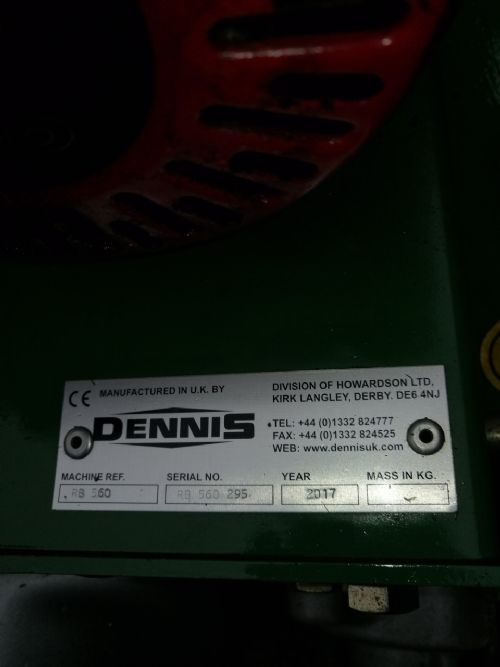 CE MANUFACTURED IN U.K. BY
DENNIS
DIVISION OF HOWARDSON LTD,
KIRK LANGLEY, DERBY. DE6 4NJ
TEL: +44 (0)1332 824777
FAX: +44 (0)1332 824525
WEB: www.dennisuk.com
MACHINE REF. SERIAL NO. YEAR MASS IN KG.
RB 560 RB 560 295 2017